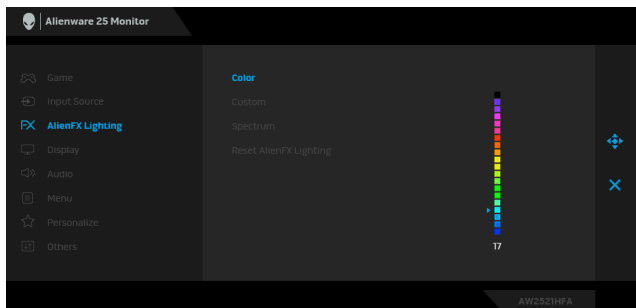 Alienware 25 Monitor
Game
Input Source
FX AlienFX Lighting
Display
Audio
Menu
Personalize
Others
Color
Custom
Spectrum
Reset AlienFX Lighting
17
AW2521HFA